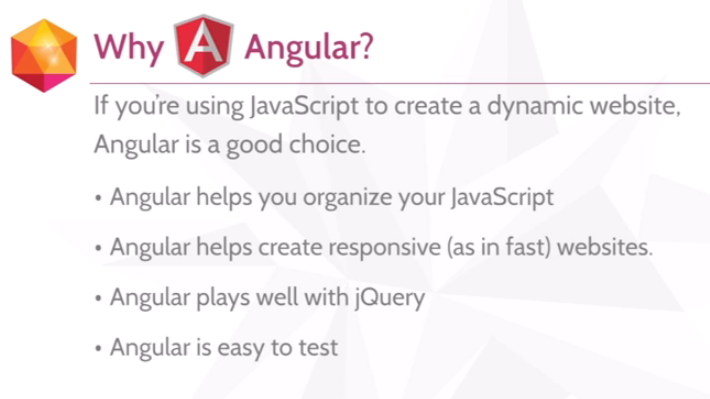 Why A Angular?
If you're using JavaScript to create a dynamic website,
Angular is a good choice.
• Angular helps you organize your JavaScript
• Angular helps create responsive (as in fast) websites.
• Angular plays well with jQuery
• Angular is easy to test